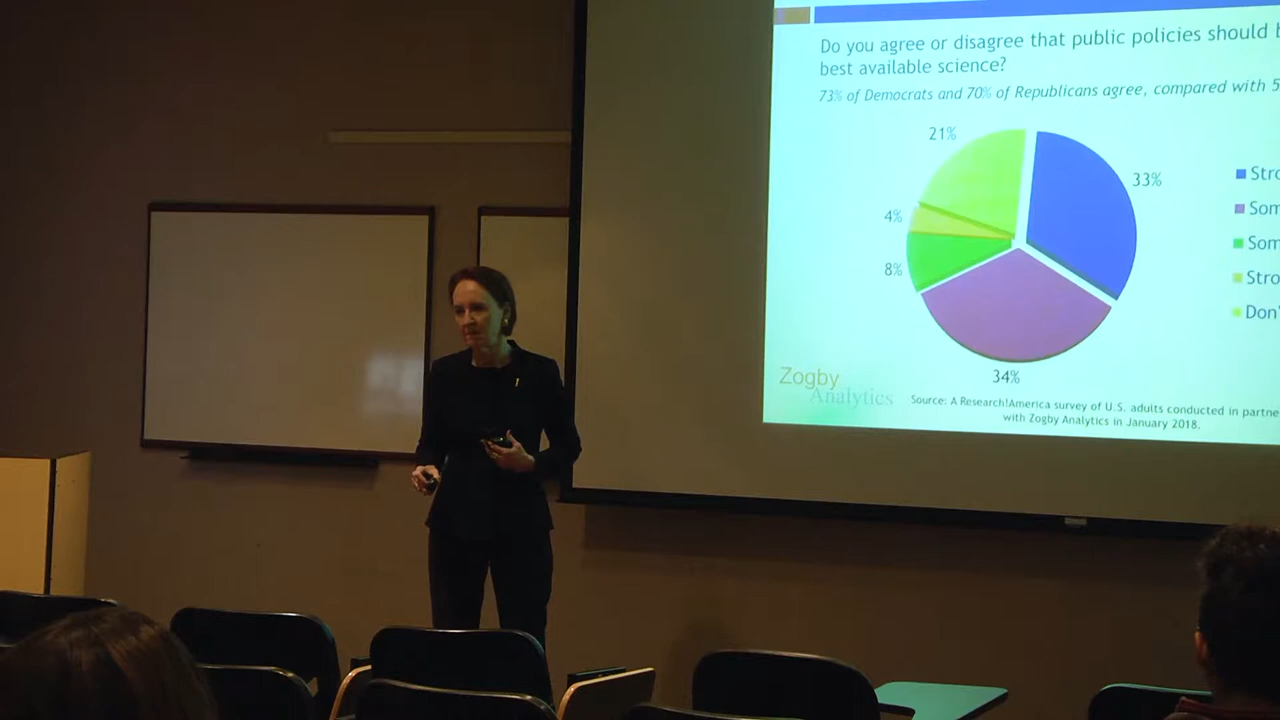 Do you agree or disagree that public policies should b
best available science?
73% of Democrats and 70% of Republicans agree, compared with 5
21%
33%
4%
8%
34%
Stro
Som
Som
Stro
Don'
Zogby
Analytics
Source: A Research!America survey of U.S. adults conducted in partne
with Zogby Analytics in January 2018.